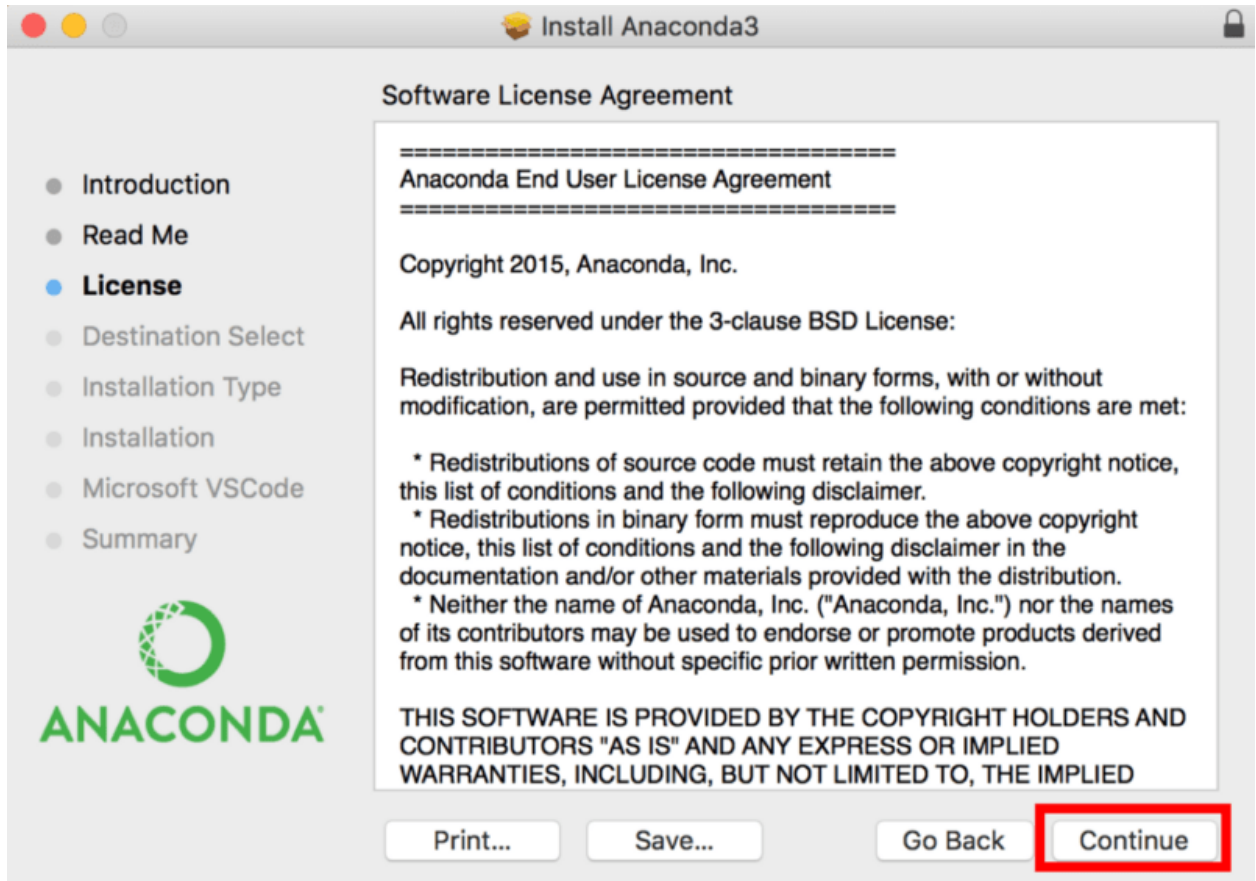 Install Anaconda3
Software License Agreement
Introduction
Read Me
License
Destination Select
Installation Type
Installation
Microsoft VSCode
Summary
ANACONDA
===================================
Anaconda End User License Agreement
===================================
Copyright 2015, Anaconda, Inc.
All rights reserved under the 3-clause BSD License:
Redistribution and use in source and binary forms, with or without
modification, are permitted provided that the following conditions are met:
* Redistributions of source code must retain the above copyright notice,
this list of conditions and the following disclaimer.
* Redistributions in binary form must reproduce the above copyright
notice, this list of conditions and the following disclaimer in the
documentation and/or other materials provided with the distribution.
* Neither the name of Anaconda, Inc. ("Anaconda, Inc.") nor the names
of its contributors may be used to endorse or promote products derived
from this software without specific prior written permission.
THIS SOFTWARE IS PROVIDED BY THE COPYRIGHT HOLDERS AND
CONTRIBUTORS "AS IS" AND ANY EXPRESS OR IMPLIED
WARRANTIES, INCLUDING, BUT NOT LIMITED TO, THE IMPLIED
Print...
Save...
Go Back
Continue